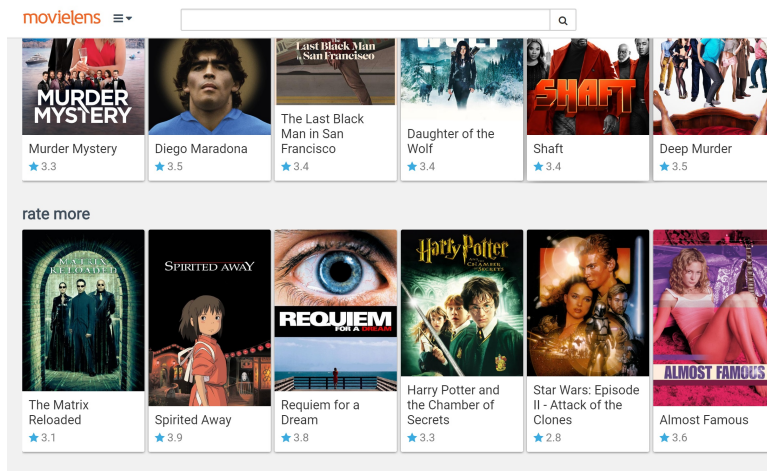 movielens
MURDER
MYSTERY
Last Black Man
in San Francisco
WOLF
SHAFT
Murder Mystery
3.3
Diego Maradona
3.5
The Last Black
Man in San
Francisco
3.4
Daughter of the
Wolf
3.4
Shaft
3.4
Deep Murder
3.5
rate more
MATRIX
RELOADED
SPIRITED AWAY
REQUIEM
FOR A DREAM
Harry Potter
AND THE
CHAMBER OF
SECRETS
ALMOST FAMOUS
The Matrix
Reloaded
3.1
Spirited Away
3.9
Requiem for a
Dream
3.8
Harry Potter and
the Chamber of
Secrets
3.3
Star Wars: Episode
II - Attack of the
Clones
2.8
Almost Famous
3.6